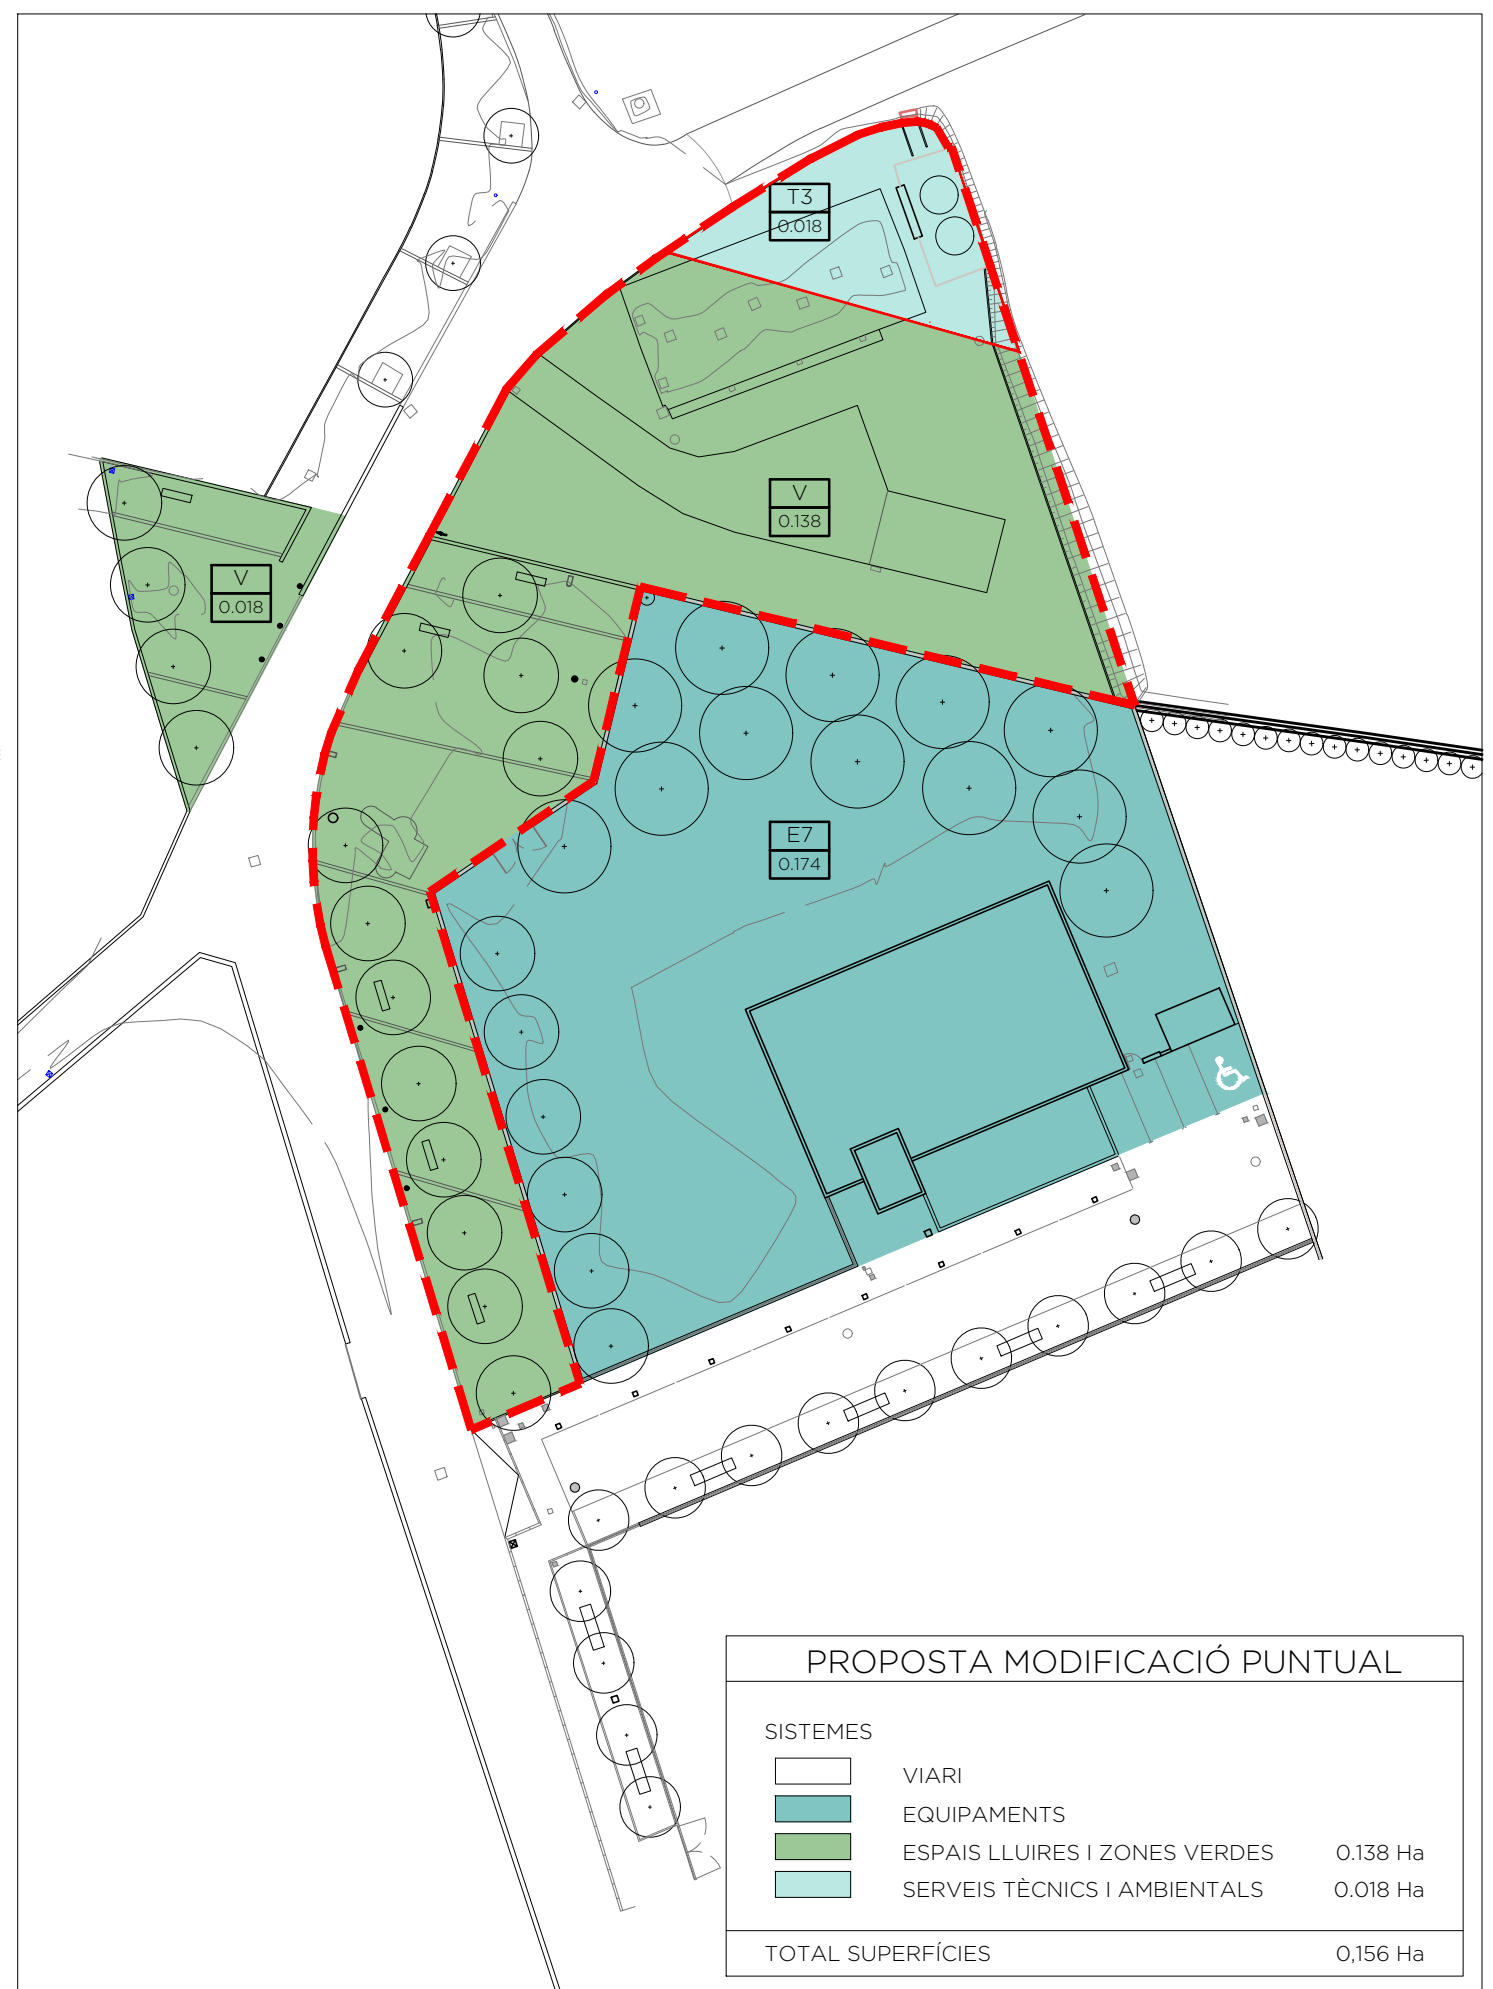 T3
0.018
V
0.138
V
0.018
E7
0.174
PROPOSTA MODIFICACIÓ PUNTUAL
SISTEMES
VIARI
EQUIPAMENTS
ESPAIS LLUIRES I ZONES VERDES 0.138 Ha
SERVEIS TÈCNICS I AMBIENTALS 0.018 Ha
TOTAL SUPERFÍCIES 0,156 Ha